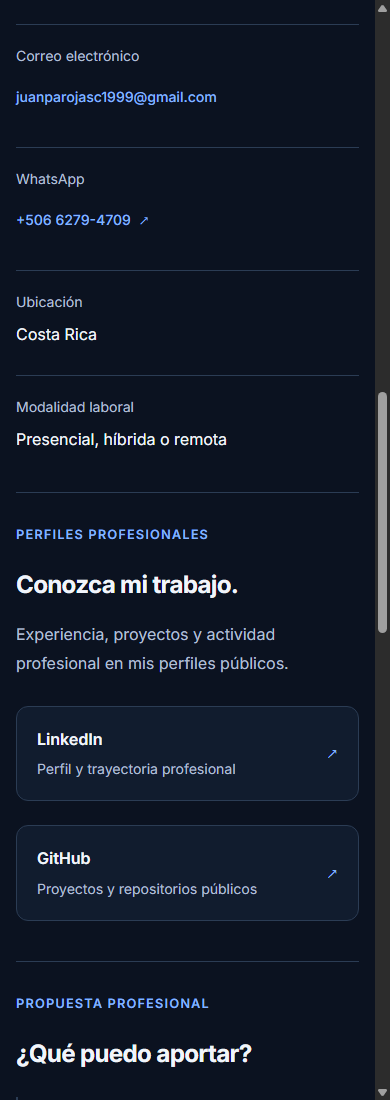 Correo electrónico
juanparojasc1999@gmail.com
WhatsApp
+506 6279-4709 ↗
Ubicación
Costa Rica
Modalidad laboral
Presencial, híbrida o remota
PERFILES PROFESIONALES
Conozca mi trabajo.
Experiencia, proyectos y actividad
profesional en mis perfiles públicos.
LinkedIn
Perfil y trayectoria profesional
↗
GitHub
Proyectos y repositorios públicos
↗
PROPUESTA PROFESIONAL
¿Qué puedo aportar?